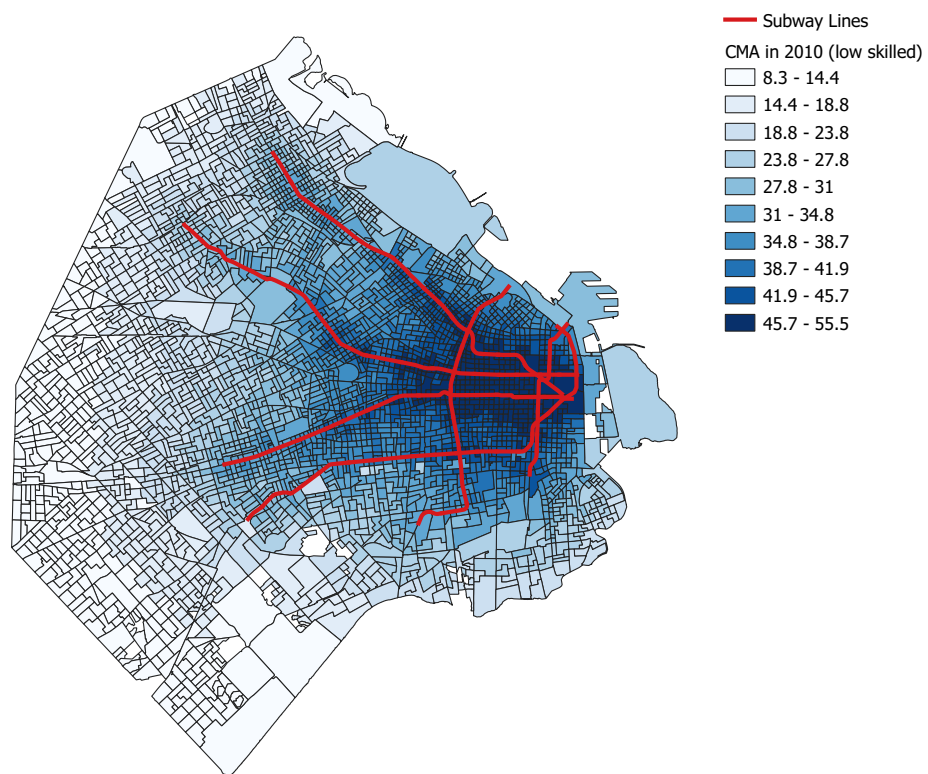 Subway Lines
CMA in 2010 (low skilled)
8.3 - 14.4
14.4 - 18.8
18.8 - 23.8
23.8 - 27.8
27.8 - 31
31 - 34.8
34.8 - 38.7
38.7 - 41.9
41.9 - 45.7
45.7 - 55.5